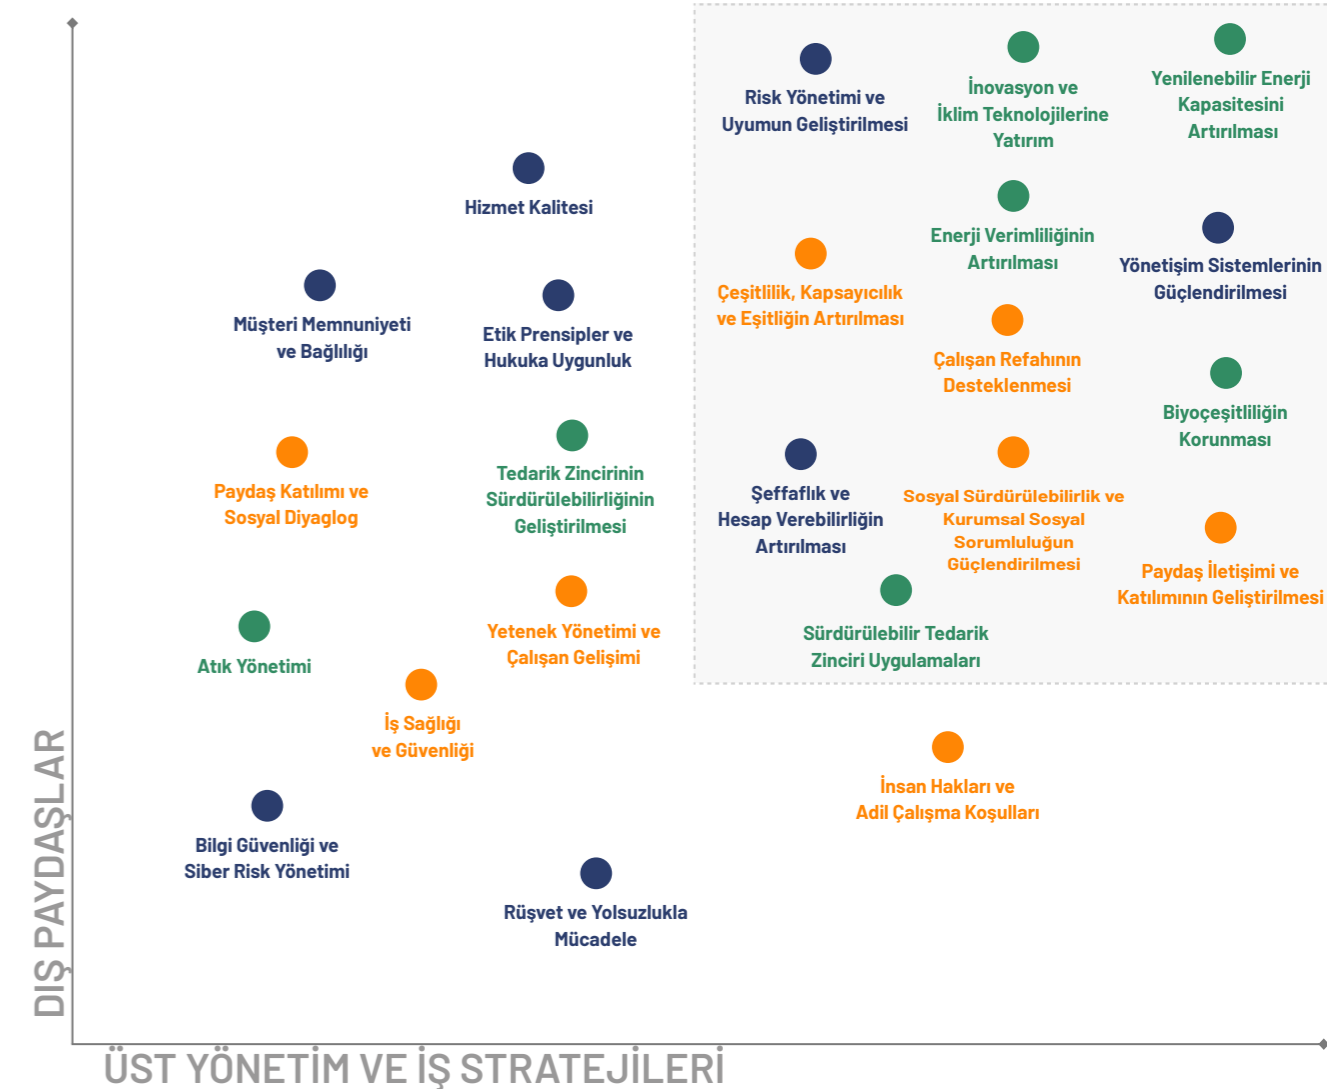 Risk Yönetimi ve
Uyumun Geliştirilmesi
İnovasyon ve
İklim Teknolojilerine
Yatırım
Yenilenebilir Enerji
Kapasitesini
Artırılması
Hizmet Kalitesi
Enerji Verimliliğinin
Artırılması
Yönetişim Sistemlerinin
Güçlendirilmesi
Çeşitlilik, Kapsayıcılık
ve Eşitliğin Artırılması
Müşteri Memnuniyeti
ve Bağlılığı
Etik Prensipler ve
Hukuka Uygunluk
Çalışan Refahının
Desteklenmesi
Biyoçeşitliliğin
Korunması
Paydaş Katılımı ve
Sosyal Diyaglog
Tedarik Zincirinin
Sürdürülebilirliğinin
Geliştirilmesi
Şeffaflık ve
Hesap Verebilirliğin
Artırılması
Sosyal Sürdürülebilirlik ve
Kurumsal Sosyal
Sorumluluğun
Güçlendirilmesi
Paydaş İletişimi ve
Katılımının Geliştirilmesi
Yetenek Yönetimi ve
Çalışan Gelişimi
Sürdürülebilir Tedarik
Zinciri Uygulamaları
Atık Yönetimi
İş Sağlığı
ve Güvenliği
İnsan Hakları ve
Adil Çalışma Koşulları
Bilgi Güvenliği ve
Siber Risk Yönetimi
Rüşvet ve Yolsuzlukla
Mücadele
DIŞ PAYDAŞLAR
ÜST YÖNETİM VE İŞ STRATEJİLERİ